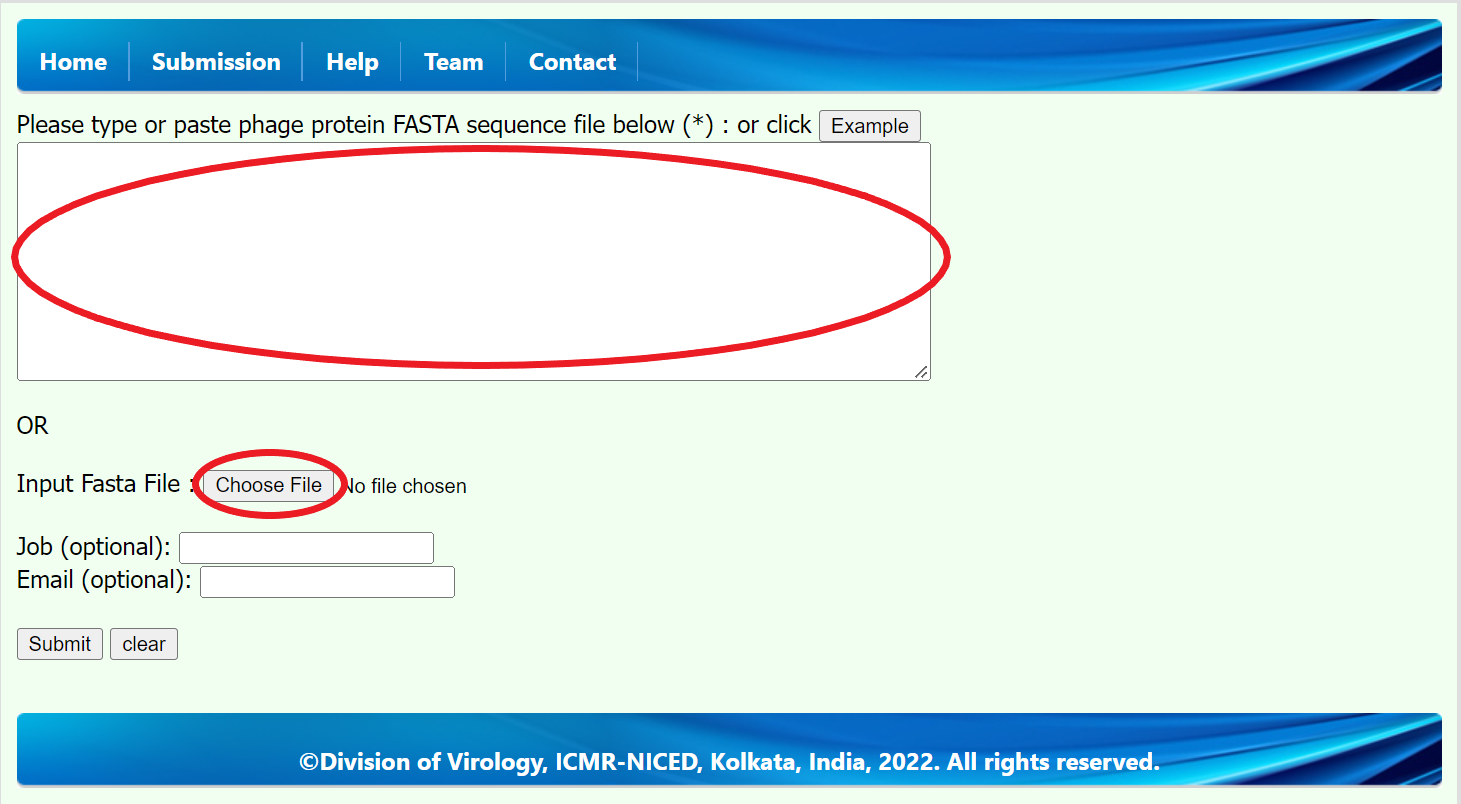 Home Submission Help Team Contact
Please type or paste phage protein FASTA sequence file below (*) : or click Example
OR
Input Fasta File : Choose File No file chosen
Job (optional):
Email (optional):
Submit clear
©Division of Virology, ICMR-NICED, Kolkata, India, 2022. All rights reserved.